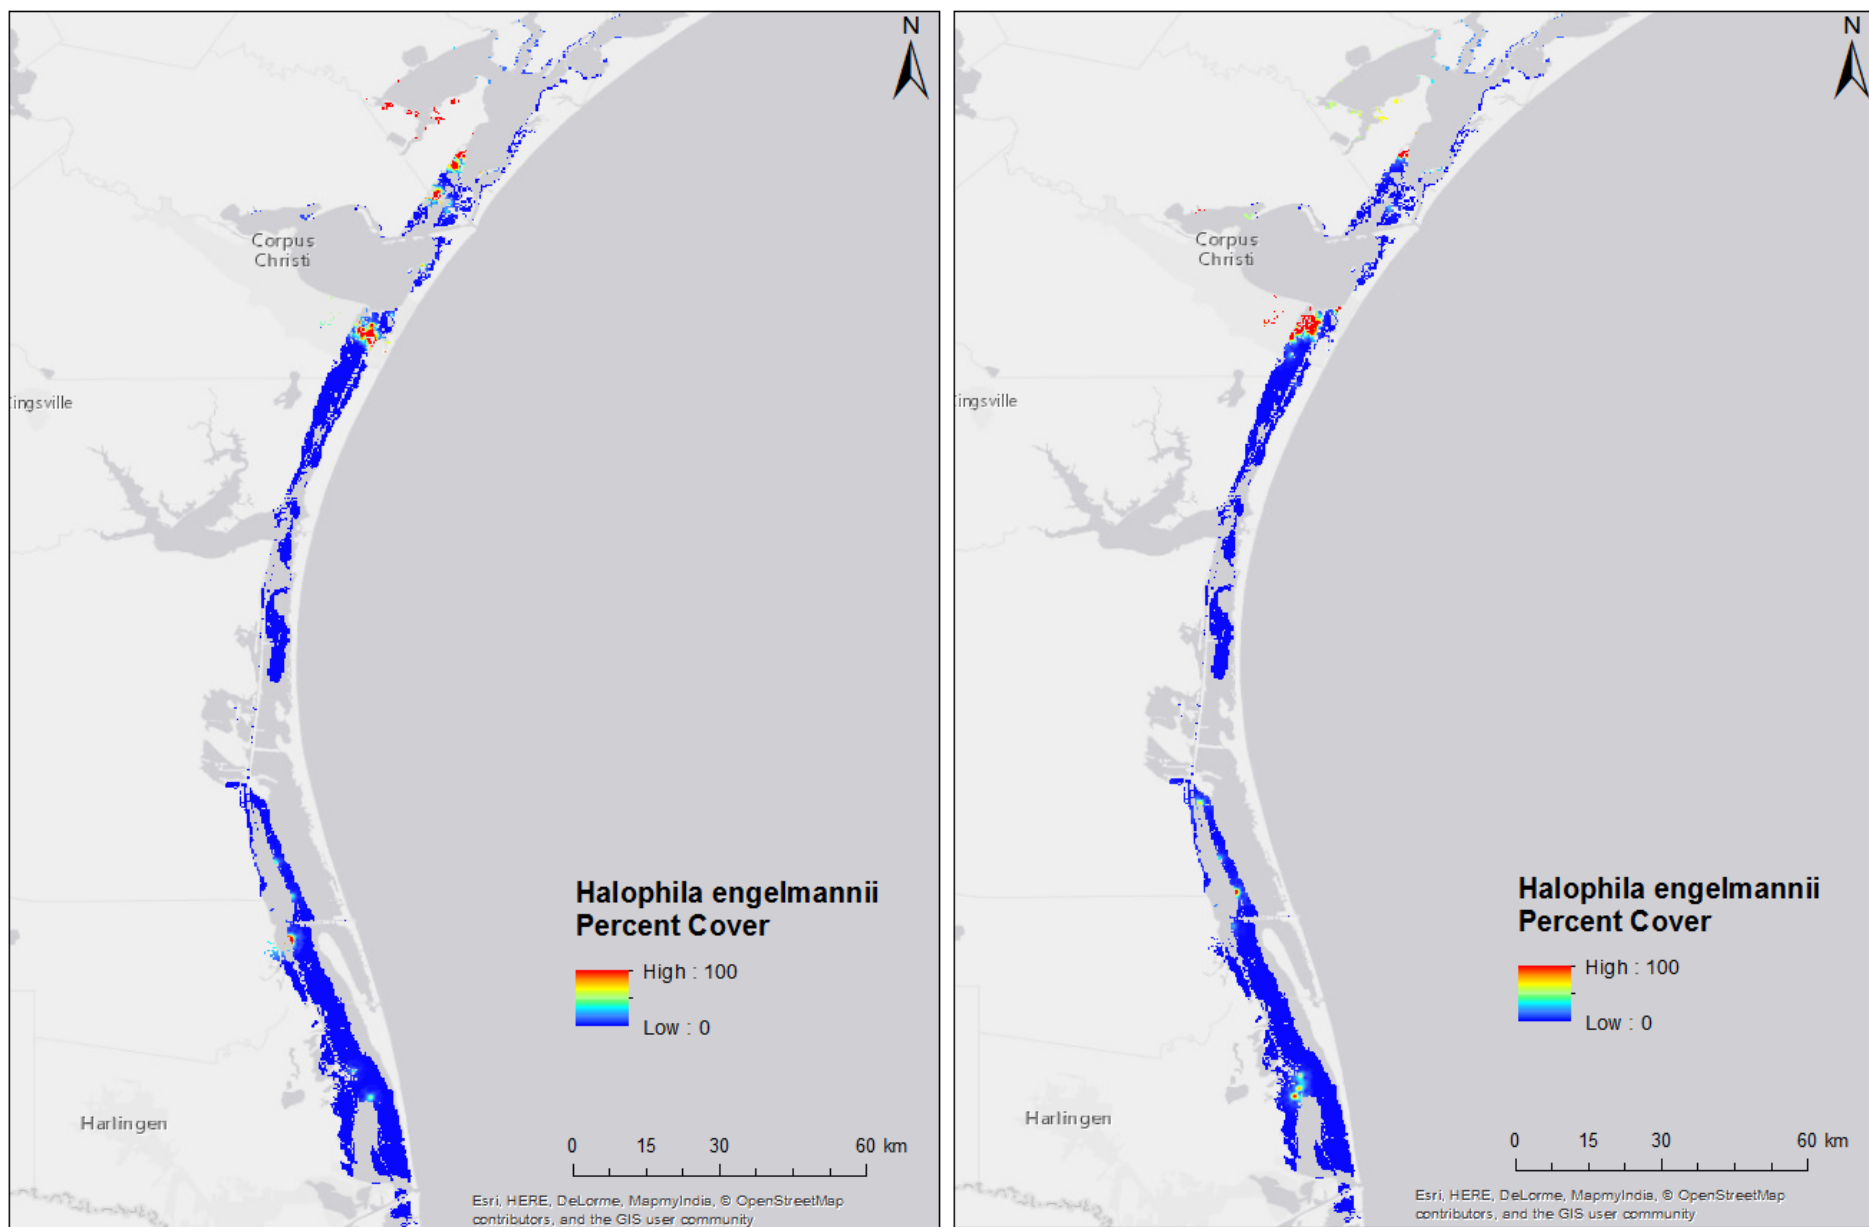 N
Corpus
Christi
ingsville
Halophila engelmannii
Percent Cover
High : 100
Low : 0
Harlingen
0 15 30 60 km
Esri, HERE, DeLorme, MapmyIndia, © OpenStreetMap
contributors, and the GIS user community
N
Corpus
Christi
ingsville
Halophila engelmannii
Percent Cover
High : 100
Low : 0
Harlingen
0 15 30 60 km
Esri, HERE, DeLorme, MapmyIndia, © OpenStreetMap
contributors, and the GIS user community